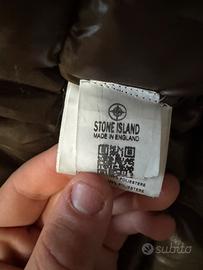 STONE ISLAND
MADE IN ENGLAND
POLYESTERE
POLYESTERE
subito